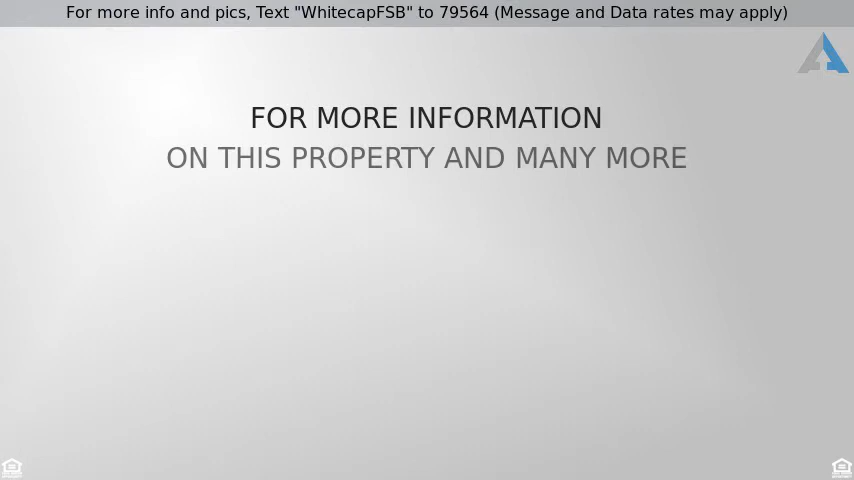 For more info and pics, Text "WhitecapFSB" to 79564 (Message and Data rates may apply)
FOR MORE INFORMATION
ON THIS PROPERTY AND MANY MORE